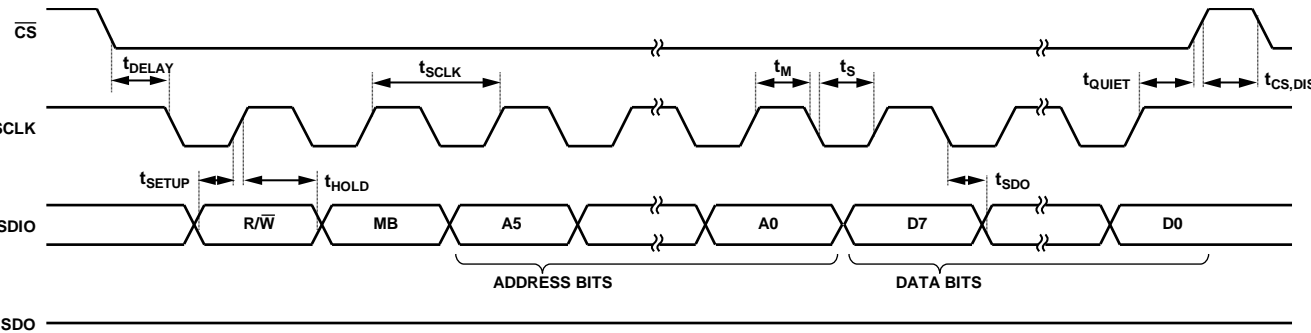 CS
tDELAY
tSCLK
tM
tS
tQUIET
tCS,DIS
SCLK
tSETUP
tHOLD
tSDO
SDIO
R/W
MB
A5
A0
D7
D0
ADDRESS BITS
DATA BITS
SDO